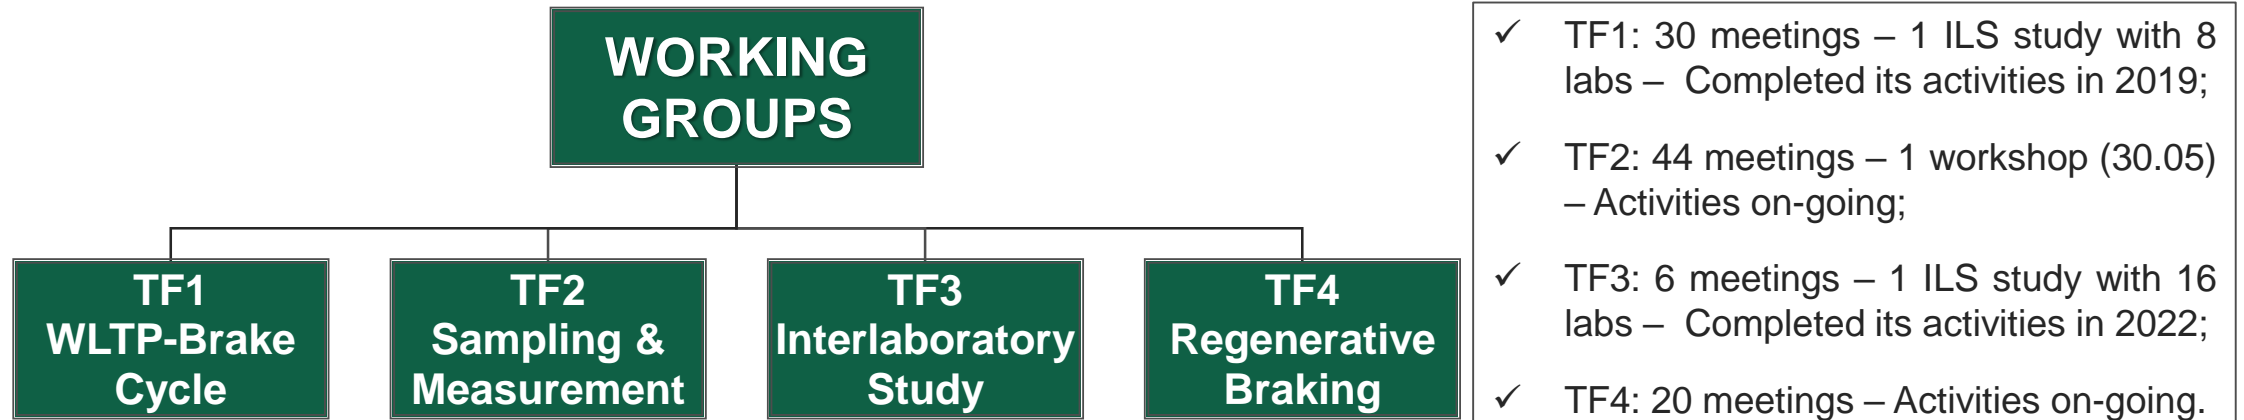 WORKING
GROUPS
TF1
WLTP-Brake
Cycle
TF2
Sampling &
Measurement
TF3
Interlaboratory
Study
TF4
Regenerative
Braking
✓ TF1: 30 meetings – 1 ILS study with 8
labs – Completed its activities in 2019;
✓ TF2: 44 meetings – 1 workshop (30.05)
– Activities on-going;
✓ TF3: 6 meetings – 1 ILS study with 16
labs – Completed its activities in 2022;
✓ TF4: 20 meetings – Activities on-going.